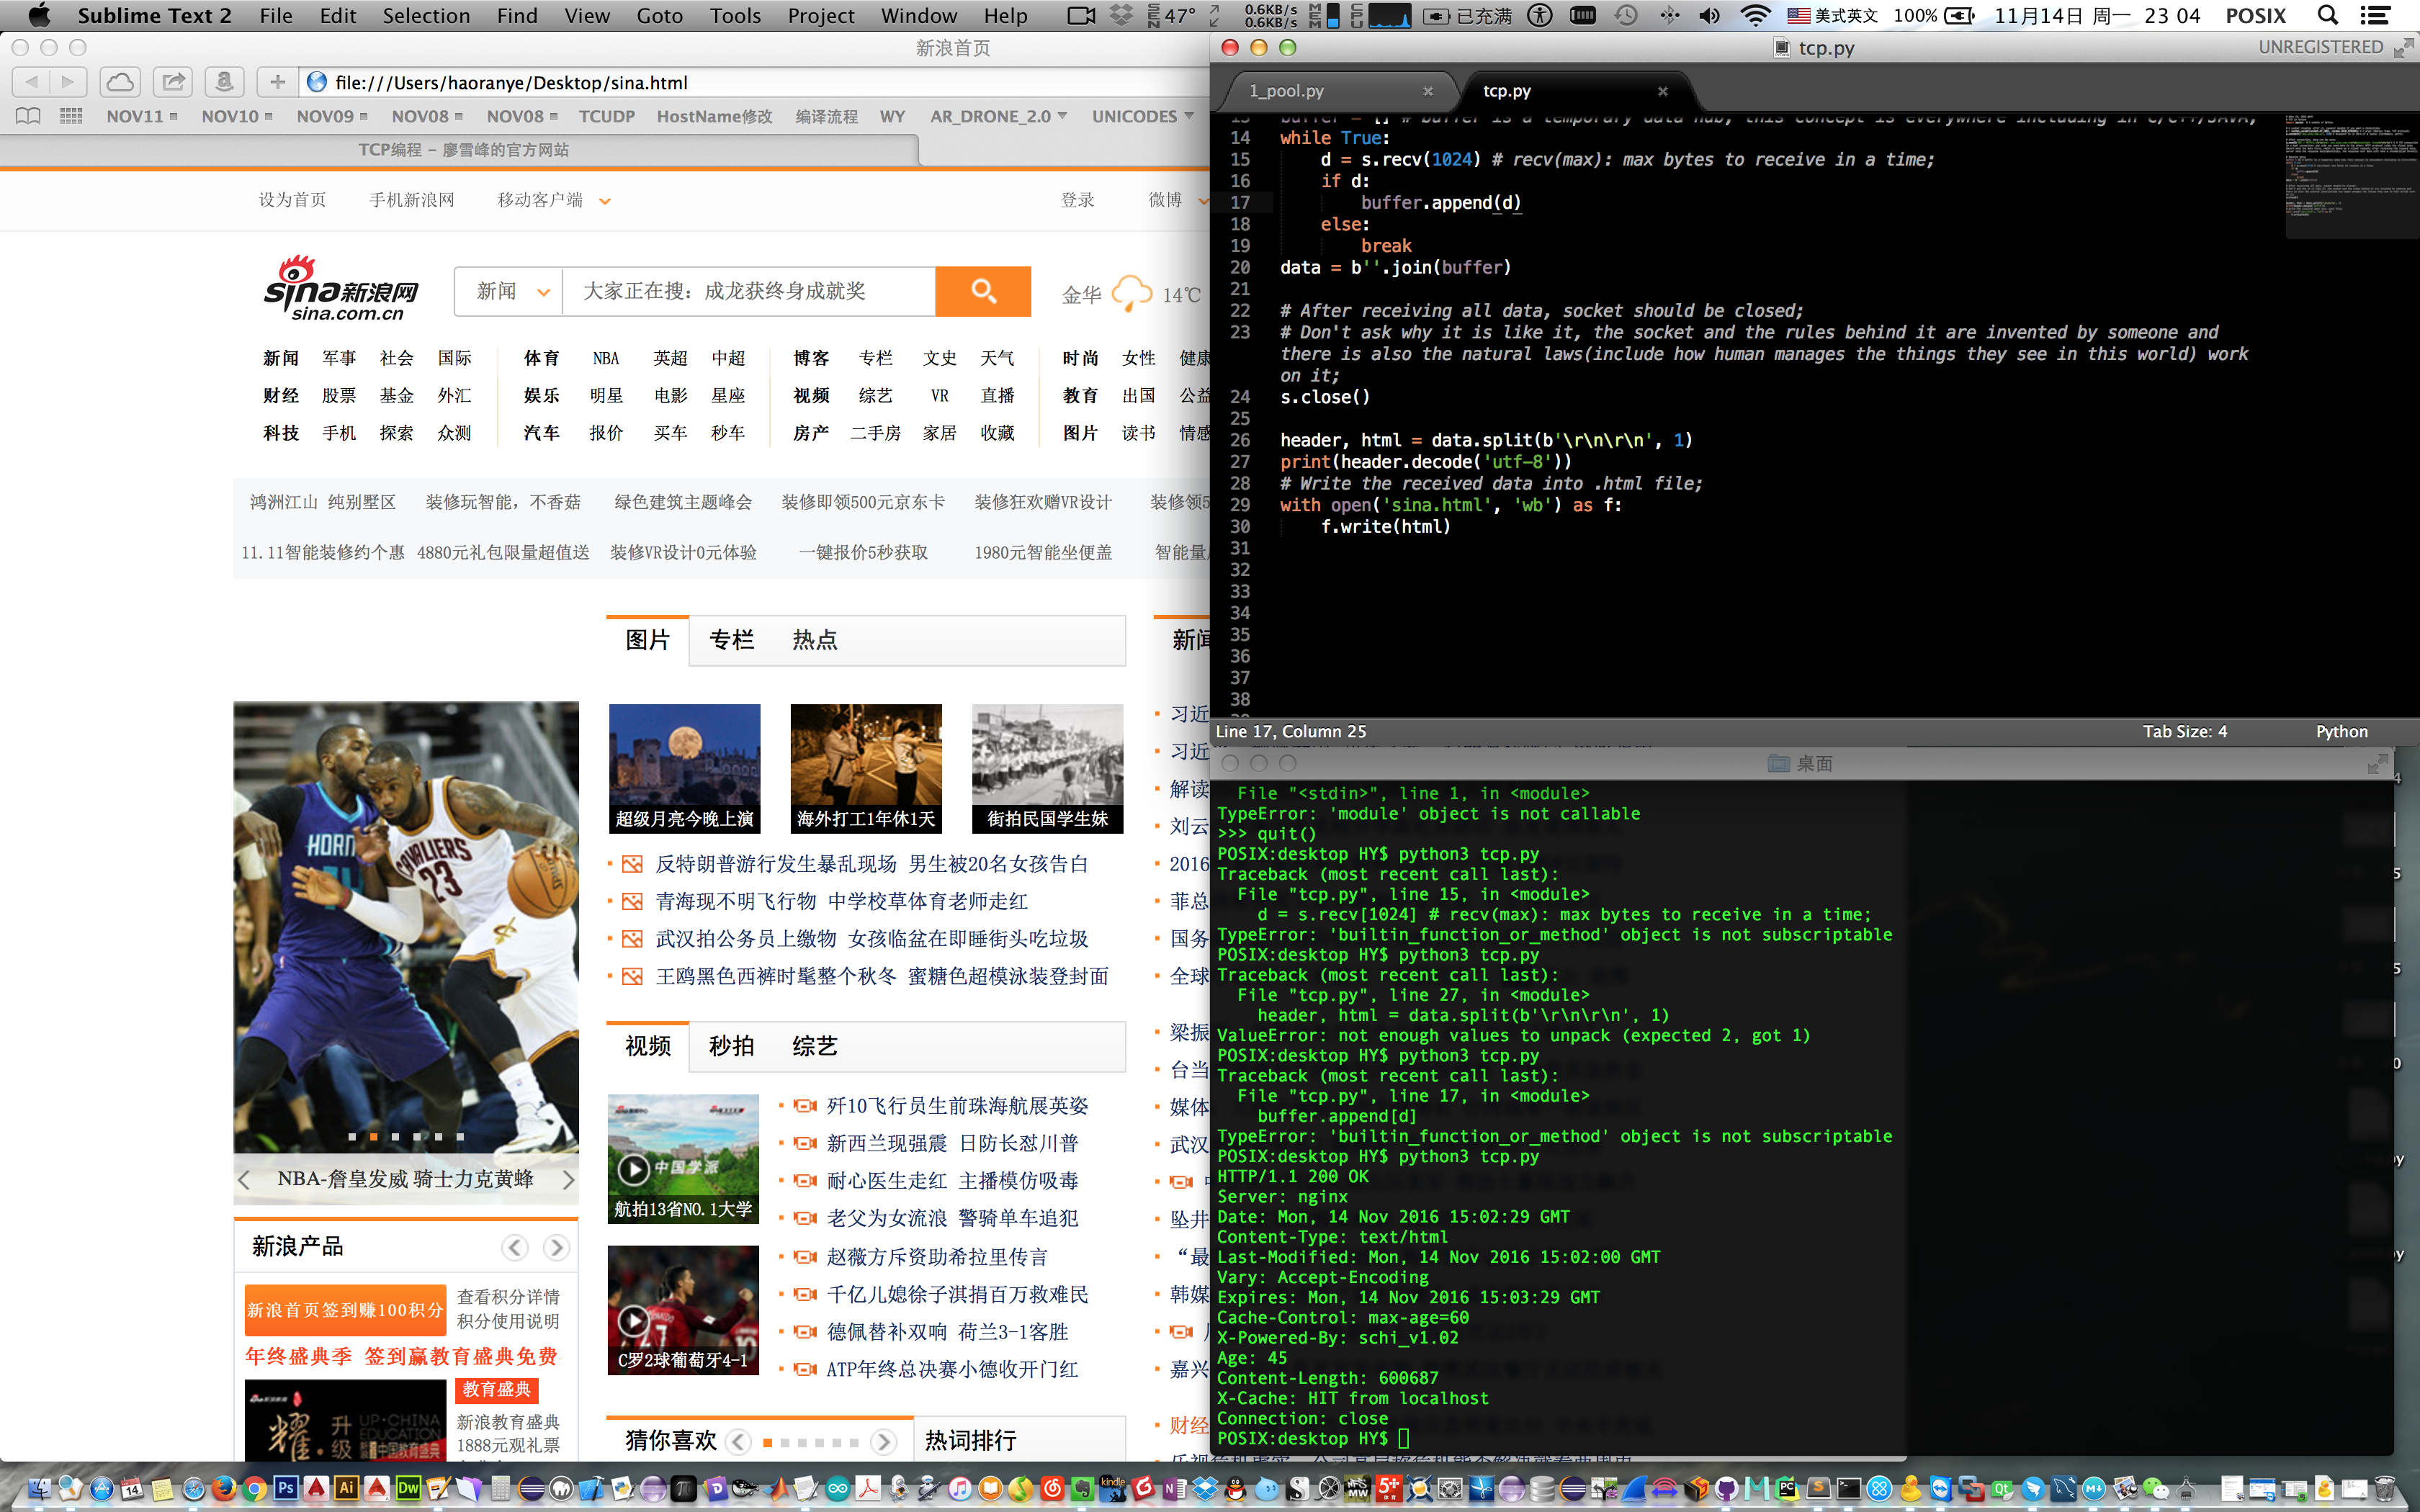 Sublime Text 2 File Edit Selection Find View Goto Tools Project Window Help SEN 47° 0.6KB/s 0.6KB/s MEM CPU 已充满 美式英文 100% 11月14日 周一 23 04 POSIX
新浪首页
file:///Users/haoranye/Desktop/sina.html
NOV11 NOV10 NOV09 NOV08 NOV08 TCUDP HostName修改 编译流程 WY AR_DRONE_2.0 UNICODES
TCP编程 – 廖雪峰的官方网站
设为首页 手机新浪网 移动客户端 登录 微博
sina新浪网
sina.com.cn
新闻 大家正在搜：成龙获终身成就奖 金华 14℃
新闻 军事 社会 国际 体育 NBA 英超 中超 博客 专栏 文史 天气 时尚 女性 健康
财经 股票 基金 外汇 娱乐 明星 电影 星座 视频 综艺 VR 直播 教育 出国 公益
科技 手机 探索 众测 汽车 报价 买车 秒车 房产 二手房 家居 收藏 图片 读书 情感
鸿洲江山 纯别墅区 装修玩智能，不香菇 绿色建筑主题峰会 装修即领500元京东卡 装修狂欢赠VR设计 装修领5
11.11智能装修约个惠 4880元礼包限量超值送 装修VR设计0元体验 一键报价5秒获取 1980元智能坐便盖 智能量
图片 专栏 热点 新闻
HORN
CAVALIERS
23
NBA-詹皇发威 骑士力克黄蜂
超级月亮今晚上演 海外打工1年休1天 街拍民国学生妹
反特朗普游行发生暴乱现场 男生被20名女孩告白
青海现不明飞行物 中学校草体育老师走红
武汉拍公务员上缴物 女孩临盆在即睡街头吃垃圾
王鸥黑色西裤时髦整个秋冬 蜜糖色超模泳装登封面
视频 秒拍 综艺
中国学派
航拍13省NO.1大学
歼10飞行员生前珠海航展英姿
新西兰现强震 日防长怼川普
耐心医生走红 主播模仿吸毒
老父为女流浪 警骑单车追犯
C罗2球葡萄牙4-1
赵薇方斥资助希拉里传言
千亿儿媳徐子淇捐百万救难民
德佩替补双响 荷兰3-1客胜
ATP年终总决赛小德收开门红
猜你喜欢 热词排行
新浪产品
新浪首页签到赚100积分
查看积分详情
积分使用说明
年终盛典季 签到赢教育盛典免费
耀·升级
UP·CHINA
EDUCATION
教育盛典
新浪教育盛典
1888元观礼票
习近
习近
解读
刘云
2016
菲总
国务
全球
梁振
台当
媒体
武汉
坠井
“最
韩媒
嘉兴
财经
tcp.py UNREGISTERED
1_pool.py tcp.py
13 buffer = [] # buffer is a temporary data hub, this concept is everywhere including in C/C++/JAVA;
14 while True:
15 d = s.recv(1024) # recv(max): max bytes to receive in a time;
16 if d:
17 buffer.append(d)
18 else:
19 break
20 data = b''.join(buffer)
21
22 # After receiving all data, socket should be closed;
23 # Don't ask why it is like it, the socket and the rules behind it are invented by someone and
there is also the natural laws(include how human manages the things they see in this world) work
on it;
24 s.close()
25
26 header, html = data.split(b'\r\n\r\n', 1)
27 print(header.decode('utf-8'))
28 # Write the received data into .html file;
29 with open('sina.html', 'wb') as f:
30 f.write(html)
31
32
33
34
35
36
37
38
Line 17, Column 25 Tab Size: 4 Python
桌面
File "<stdin>", line 1, in <module>
TypeError: 'module' object is not callable
>>> quit()
POSIX:desktop HY$ python3 tcp.py
Traceback (most recent call last):
File "tcp.py", line 15, in <module>
d = s.recv[1024] # recv(max): max bytes to receive in a time;
TypeError: 'builtin_function_or_method' object is not subscriptable
POSIX:desktop HY$ python3 tcp.py
Traceback (most recent call last):
File "tcp.py", line 27, in <module>
header, html = data.split(b'\r\n\r\n', 1)
ValueError: not enough values to unpack (expected 2, got 1)
POSIX:desktop HY$ python3 tcp.py
Traceback (most recent call last):
File "tcp.py", line 17, in <module>
buffer.append[d]
TypeError: 'builtin_function_or_method' object is not subscriptable
POSIX:desktop HY$ python3 tcp.py
HTTP/1.1 200 OK
Server: nginx
Date: Mon, 14 Nov 2016 15:02:29 GMT
Content-Type: text/html
Last-Modified: Mon, 14 Nov 2016 15:02:00 GMT
Vary: Accept-Encoding
Expires: Mon, 14 Nov 2016 15:03:29 GMT
Cache-Control: max-age=60
X-Powered-By: schi_v1.02
Age: 45
Content-Length: 600687
X-Cache: HIT from localhost
Connection: close
POSIX:desktop HY$